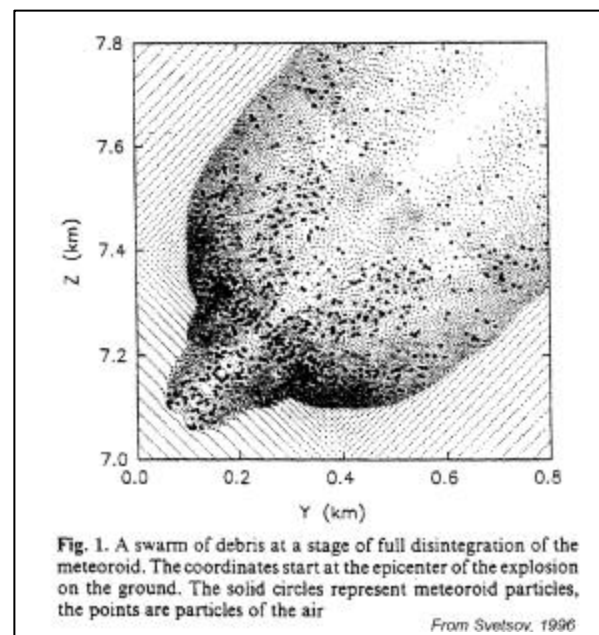 7.8
7.6
7.4
7.2
7.0
Z (km)
0.0 0.2 0.4 0.6 0.8
Y (km)
Fig. 1. A swarm of debris at a stage of full disintegration of the
meteoroid. The coordinates start at the epicenter of the explosion
on the ground. The solid circles represent meteoroid particles,
the points are particles of the air
From Svetsov, 1996